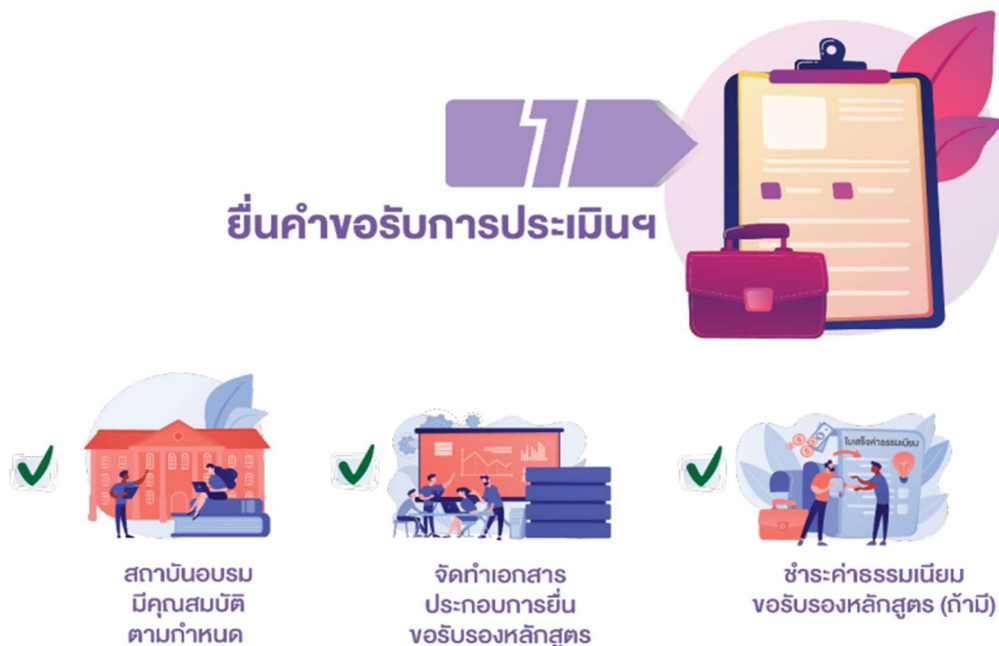 1
ยื่นคำขอรับการประเมินฯ
ใบเสร็จค่าธรรมเนียม
สถาบันอบรม
มีคุณสมบัติ
ตามกำหนด
จัดทำเอกสาร
ประกอบการยื่น
ขอรับรองหลักสูตร
ชำระค่าธรรมเนียม
ขอรับรองหลักสูตร (ถ้ามี)